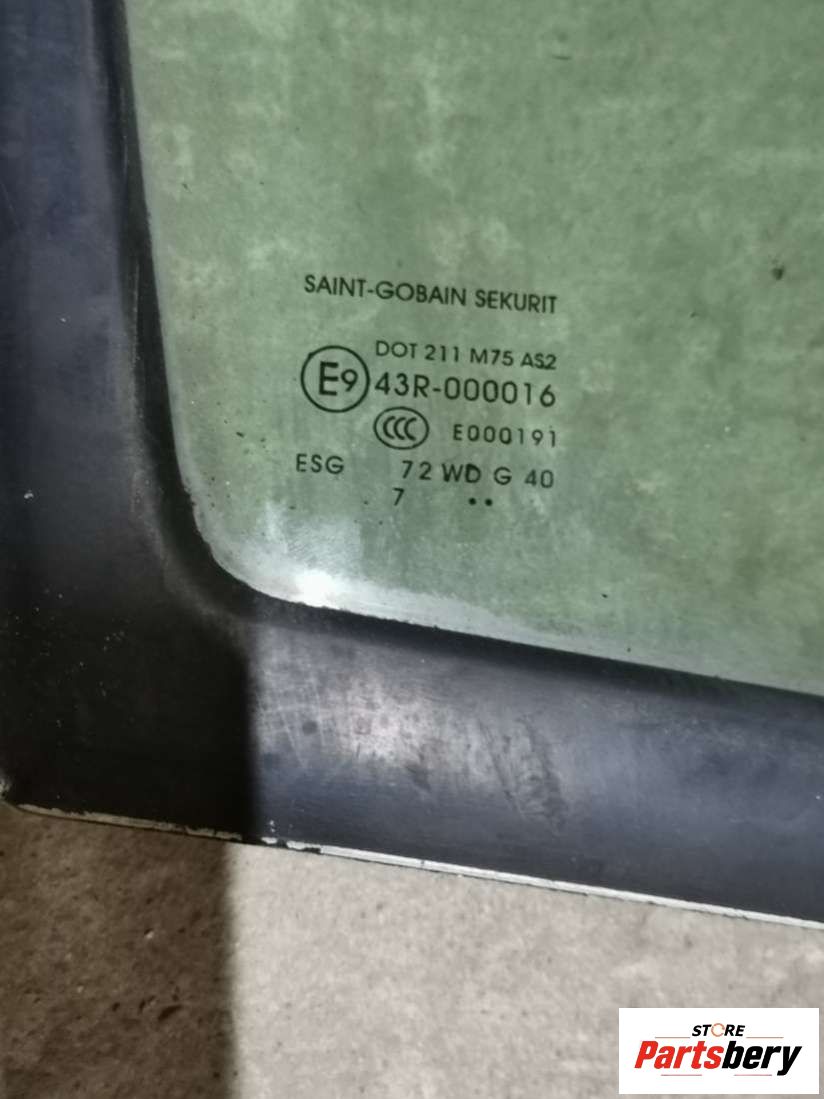 SAINT-GOBAIN SEKURIT
DOT 211 M75 AS2
E9 43R-000016
CCC E000191
ESG 72 WD G 40
7 ..
STORE
Partsbery